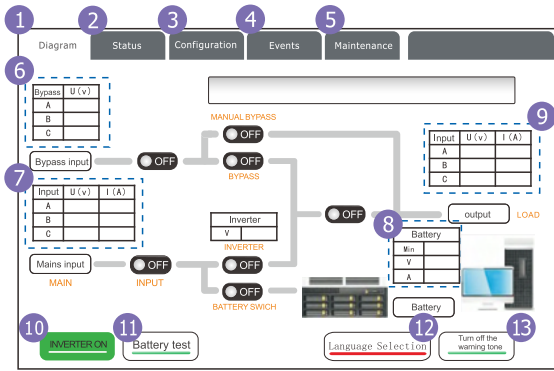 1 2 3 4 5
Diagram Status Configuration Events Maintenance
6
Bypass U(v)
A
B
C
MANUAL BYPASS
OFF
9
Input U(v) I(A)
A
B
C
Bypass input OFF OFF
BYPASS
7
Input U(v) I(A)
A
B
C
OFF output LOAD
Inverter
V
INVERTER
8
Battery
Min
V
A
Mains input OFF OFF
MAIN INPUT
OFF
BATTERY SWICH
Battery
10 11 12 13
INVERTER ON Battery test Language Selection Turn off the
warning tone